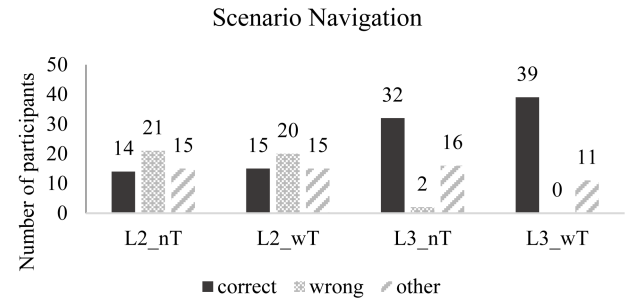 Scenario Navigation
Number of participants
50
40
30
20
10
0
14 21 15
15 20 15
32 2 16
39 0 11
L2_nT L2_wT L3_nT L3_wT
correct wrong other